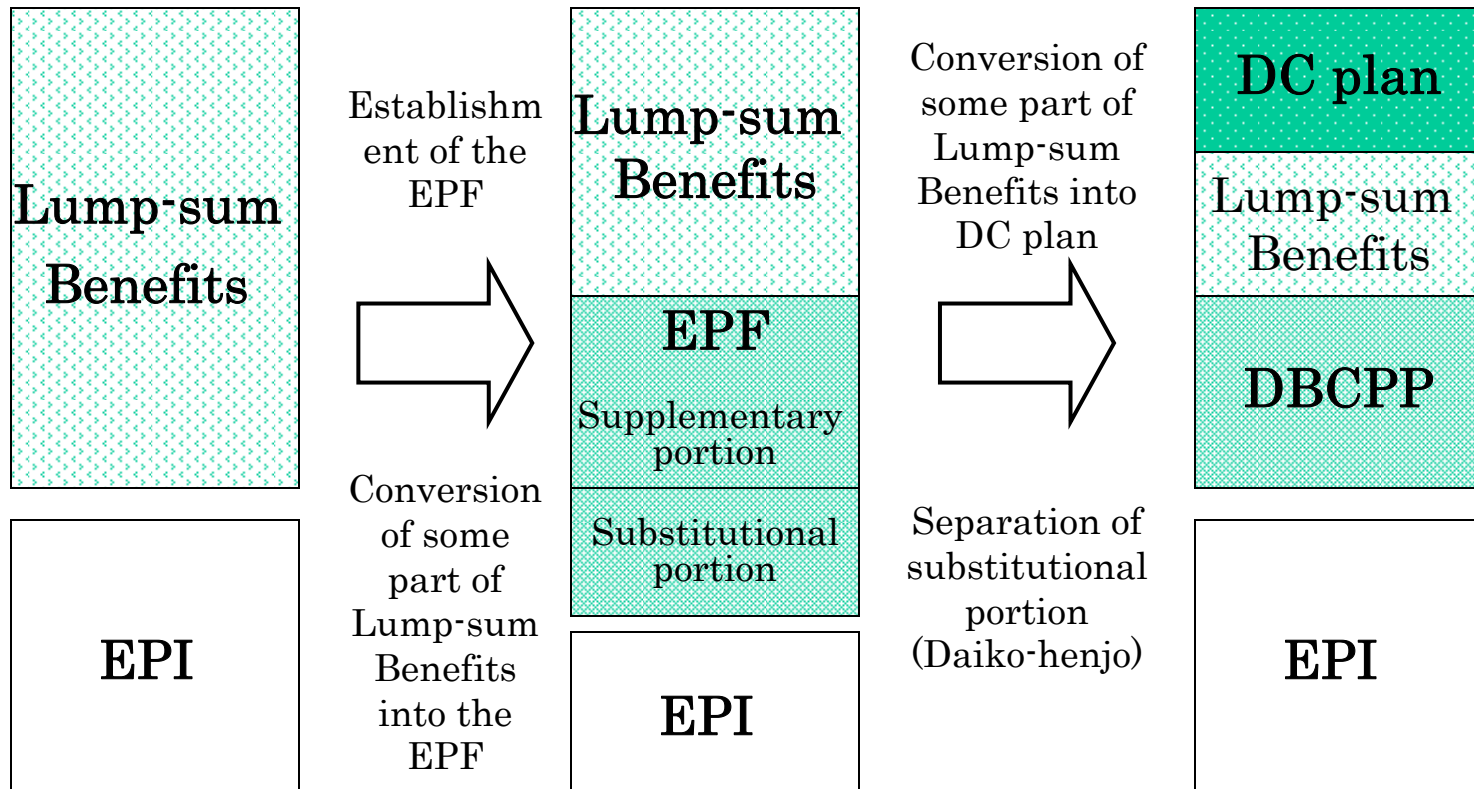 Lump-sum
Benefits
EPI
Establishm
ent of the
EPF
Conversion
of some
part of
Lump-sum
Benefits
into the
EPF
Lump-sum
Benefits
EPF
Supplementary
portion
Substitutional
portion
EPI
Conversion of
some part of
Lump-sum
Benefits into
DC plan
Separation of
substitutional
portion
(Daiko-henjo)
DC plan
Lump-sum
Benefits
DBCPP
EPI